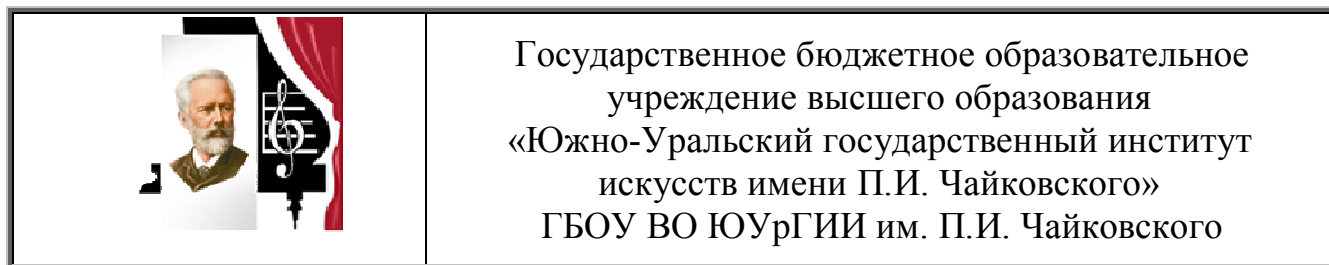 Государственное бюджетное образовательное
учреждение высшего образования
«Южно-Уральский государственный институт
искусств имени П.И. Чайковского»
ГБОУ ВО ЮУрГИИ им. П.И. Чайковского